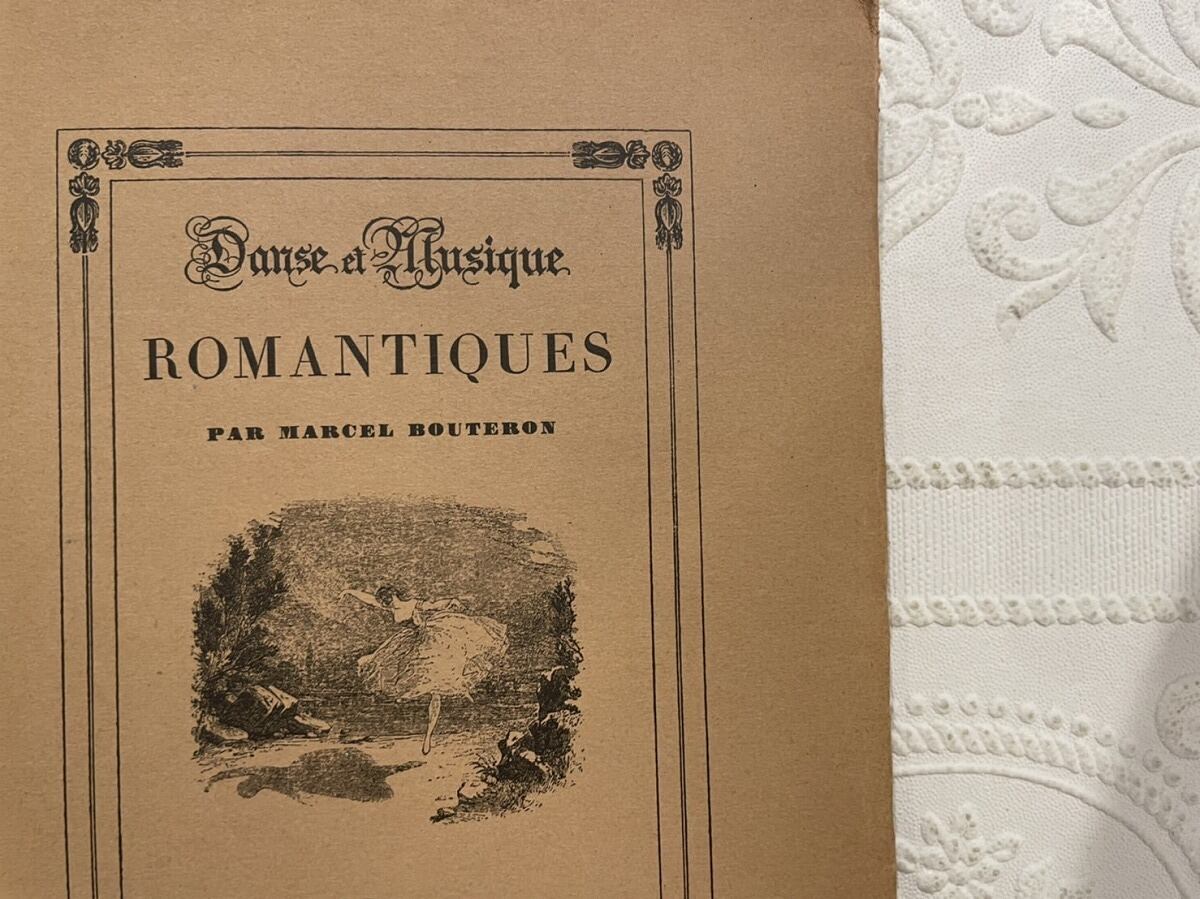 Danse et Musique
ROMANTIQUES
PAR MARCEL BOUTERON